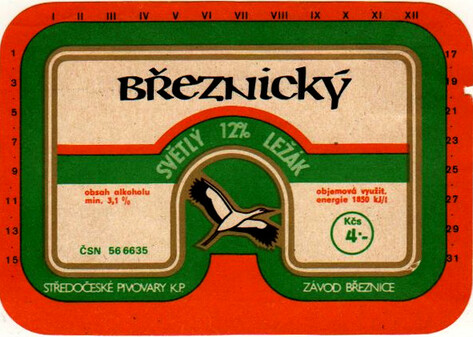 I II III IV V VI VII VIII IX X XI XII
1
3
5
7
9
11
13
15
17
19
21
23
25
27
29
31
BŘEZNICKÝ
SVĚTLÝ 12% LEŽÁK
obsah alkoholu
min. 3,1 %
objemová využit.
energie 1850 kJ/l
Kčs
4·-
ČSN 56 6635
STŘEDOČESKÉ PIVOVARY K.P.
ZÁVOD BŘEZNICE